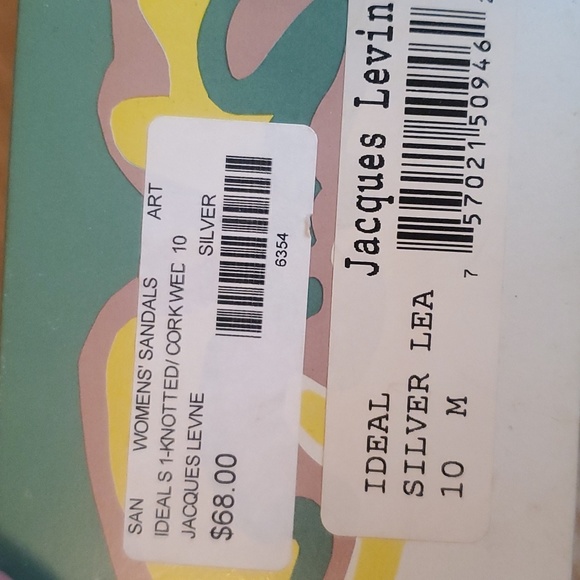 SAN WOMENS' SANDALS ART
IDEAL S 1-KNOTTED/CORKWED 10
JACQUES LEVNE SILVER
$68.00
6354
Jacques Levin
7 57021 50946
IDEAL
SILVER LEA
10 M